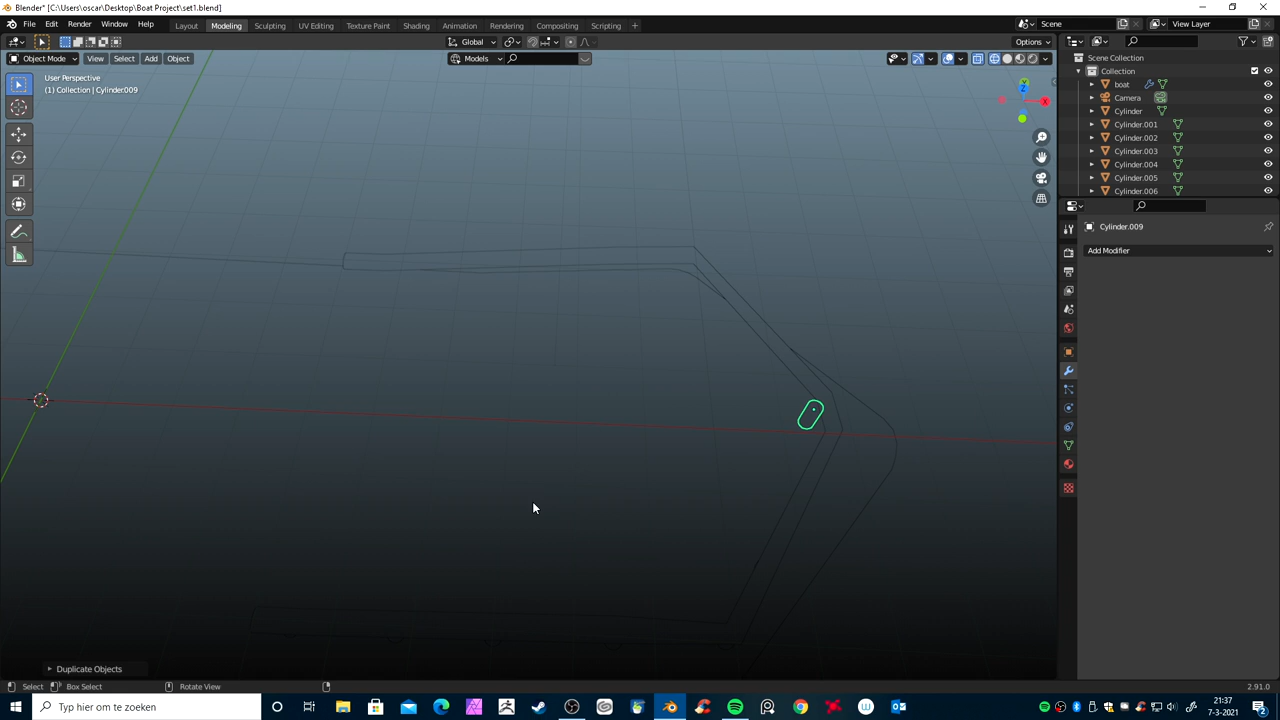 Blender* [C:\Users\oscar\Desktop\Boat Project\set1.blend]
File Edit Render Window Help Layout Modeling Sculpting UV Editing Texture Paint Shading Animation Rendering Compositing Scripting + Scene View Layer
Global Options
Object Mode View Select Add Object Models
User Perspective
(1) Collection | Cylinder.009
Scene Collection
Collection
boat
Camera
Cylinder
Cylinder.001
Cylinder.002
Cylinder.003
Cylinder.004
Cylinder.005
Cylinder.006
Cylinder.009
Add Modifier
X
Y
Z
Duplicate Objects
Select Box Select Rotate View 2.91.0
Typ hier om te zoeken
21:37
7-3-2021